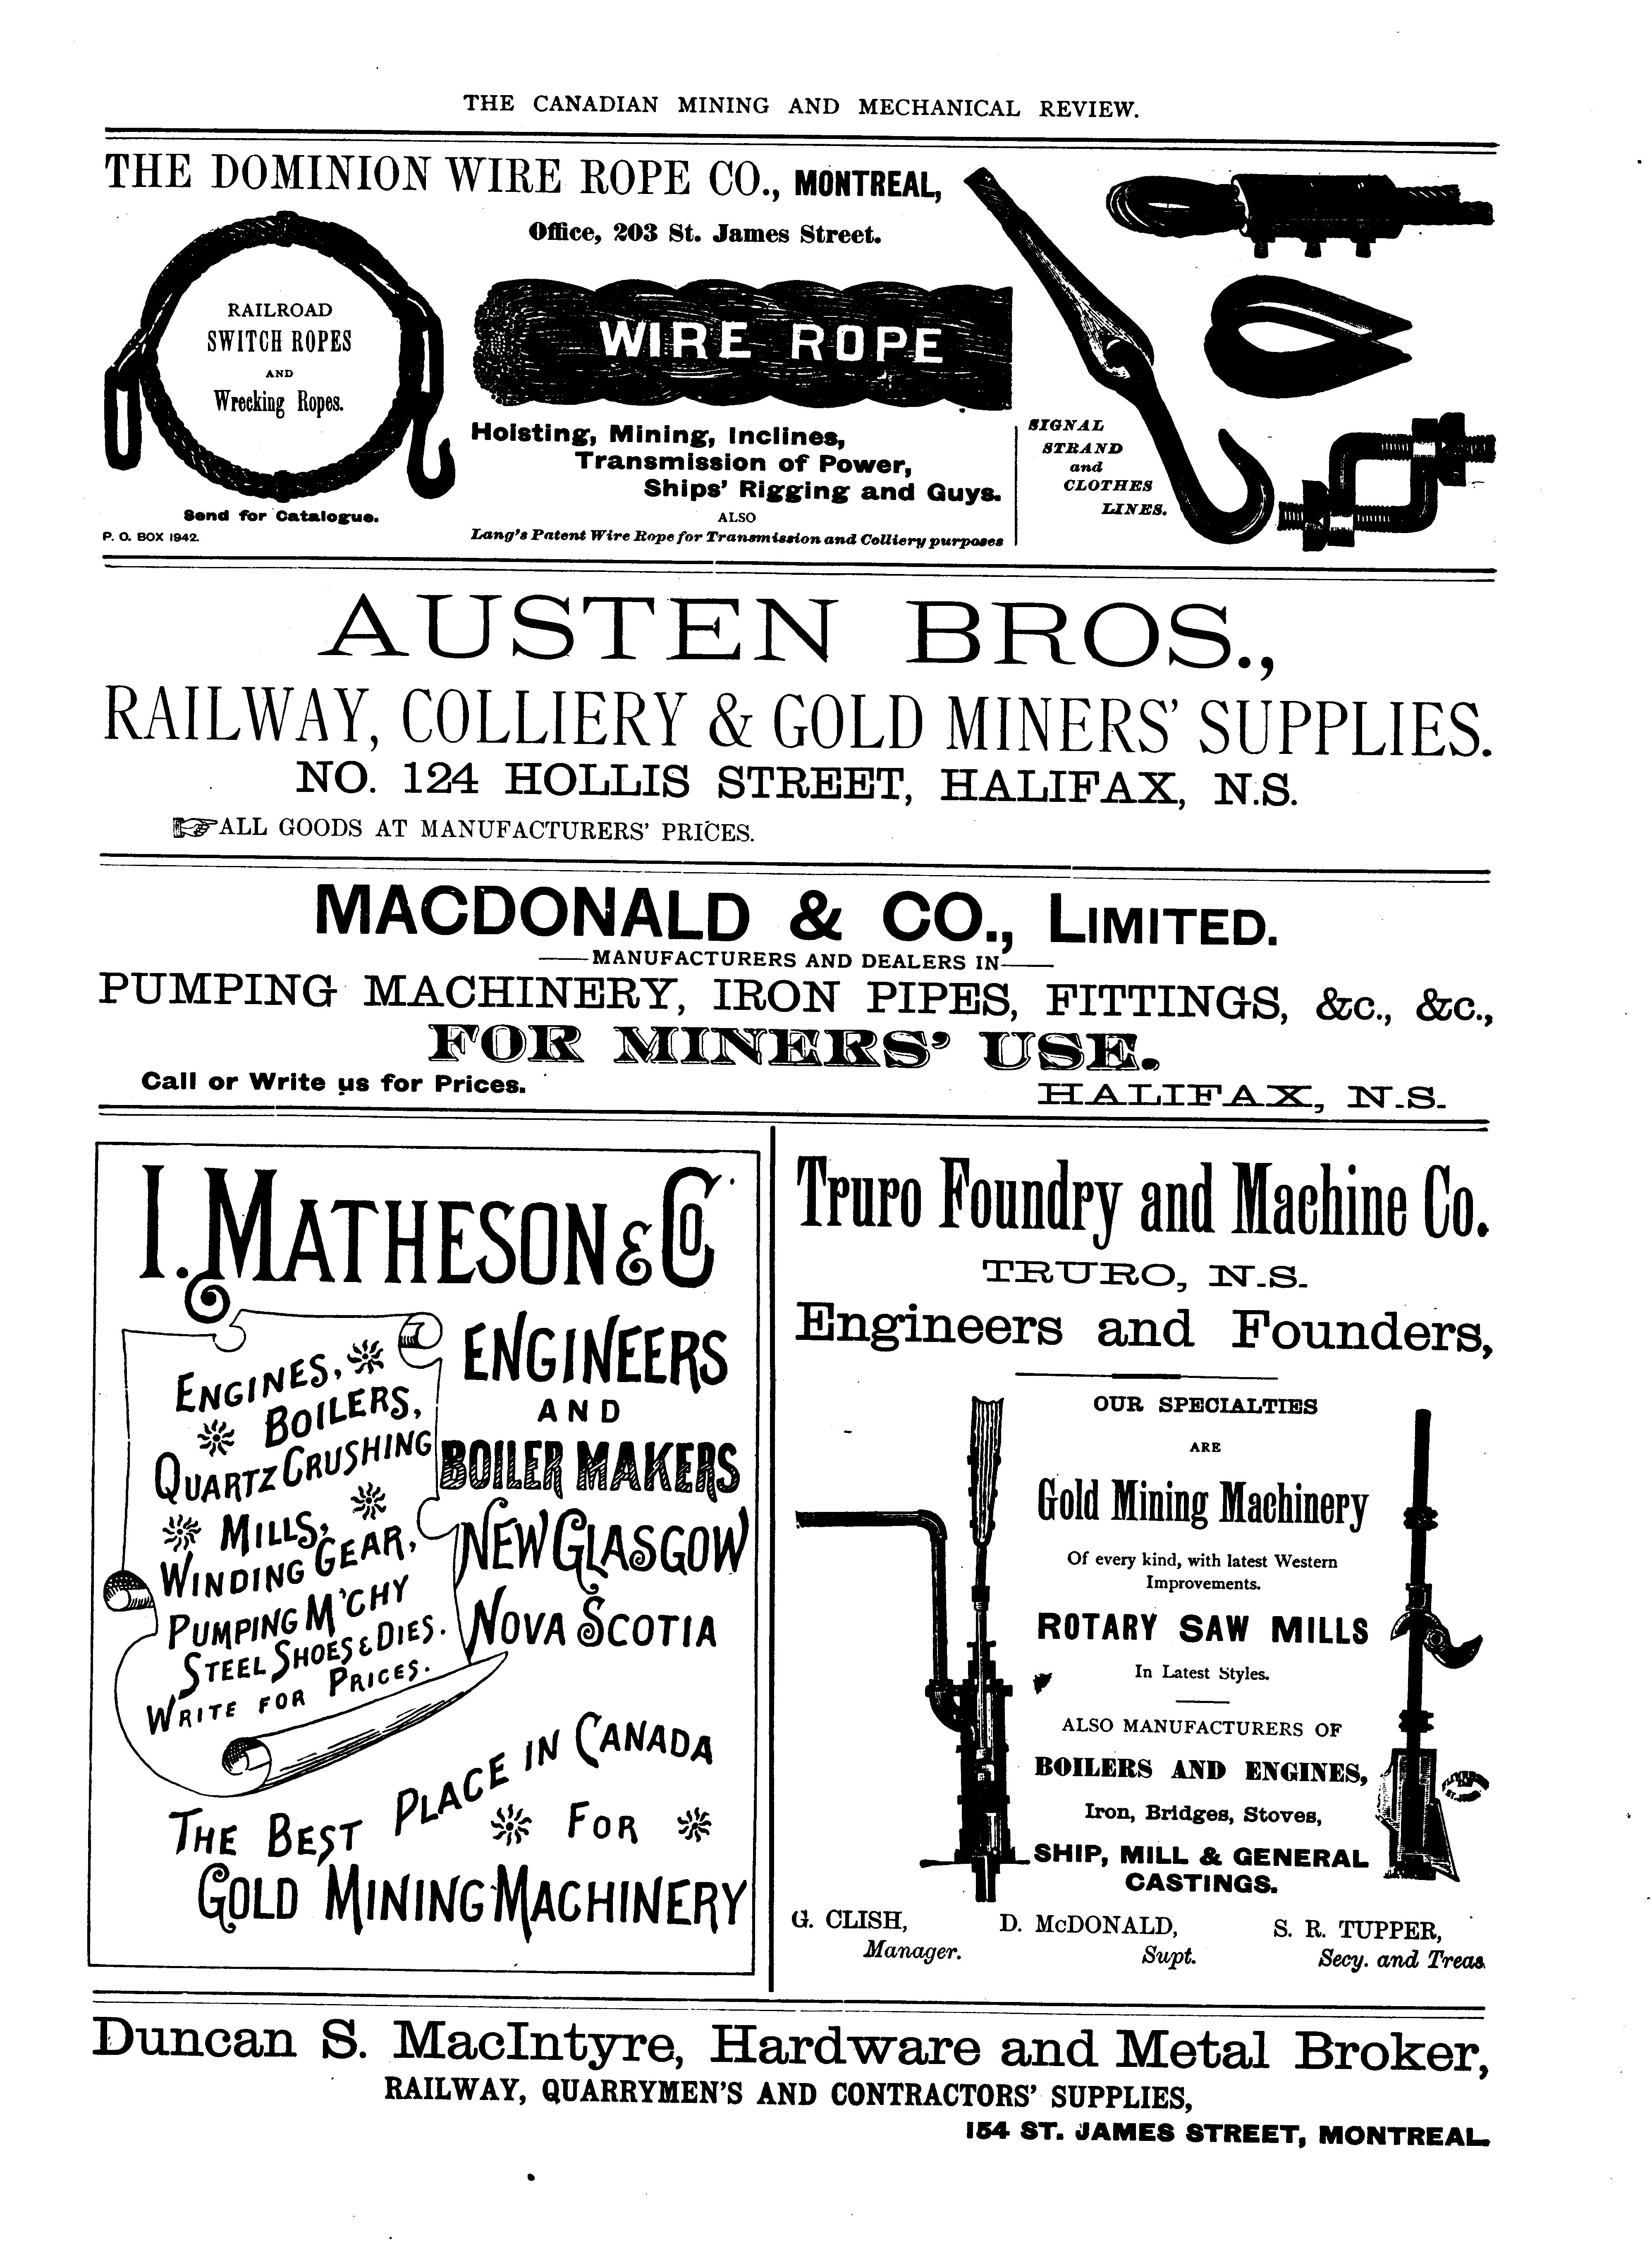 THE CANADIAN MINING AND MECHANICAL REVIEW.
THE DOMINION WIRE ROPE CO., MONTREAL,
Office, 203 St. James Street.
RAILROAD
SWITCH ROPES
AND
Wrecking Ropes.
Send for Catalogue.
P. O. BOX 1942.
WIRE ROPE
Hoisting, Mining, Inclines,
Transmission of Power,
Ships' Rigging and Guys.
ALSO
Lang's Patent Wire Rope for Transmission and Colliery purposes
SIGNAL
STRAND
and
CLOTHES
LINES.
AUSTEN BROS.,
RAILWAY, COLLIERY & GOLD MINERS' SUPPLIES.
NO. 124 HOLLIS STREET, HALIFAX, N.S.
ALL GOODS AT MANUFACTURERS' PRICES.
MACDONALD & CO., LIMITED.
MANUFACTURERS AND DEALERS IN
PUMPING MACHINERY, IRON PIPES, FITTINGS, &c., &c.,
FOR MINERS' USE.
Call or Write us for Prices.
HALIFAX, N.S.
I. MATHESON & Co
ENGINES,
BOILERS,
QUARTZ CRUSHING
MILLS,
WINDING GEAR,
PUMPING M'CHY
STEEL SHOES & DIES.
WRITE FOR PRICES.
ENGINEERS
AND
BOILER MAKERS
NEW GLASGOW
NOVA SCOTIA
THE BEST PLACE IN CANADA
FOR
GOLD MINING MACHINERY
Truro Foundry and Machine Co.
TRURO, N.S.
Engineers and Founders,
OUR SPECIALTIES
ARE
Gold Mining Machinery
Of every kind, with latest Western
Improvements.
ROTARY SAW MILLS
In Latest Styles.
ALSO MANUFACTURERS OF
BOILERS AND ENGINES,
Iron, Bridges, Stoves,
SHIP, MILL & GENERAL
CASTINGS.
G. CLISH,
Manager.
D. McDONALD,
Supt.
S. R. TUPPER,
Secy. and Treas.
Duncan S. MacIntyre, Hardware and Metal Broker,
RAILWAY, QUARRYMEN'S AND CONTRACTORS' SUPPLIES,
154 ST. JAMES STREET, MONTREAL.